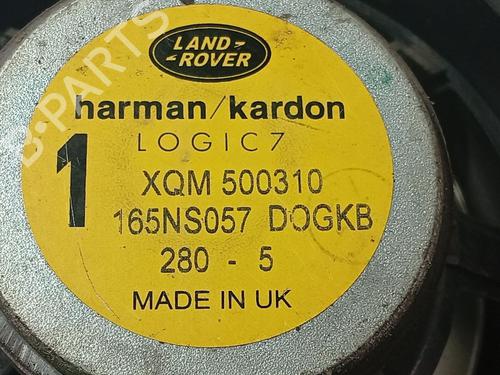 LAND-
-ROVER
harman/kardon
LOGIC7
1
XQM 500310
165NS057 DOGKB
280 - 5
MADE IN UK
B-PARTS